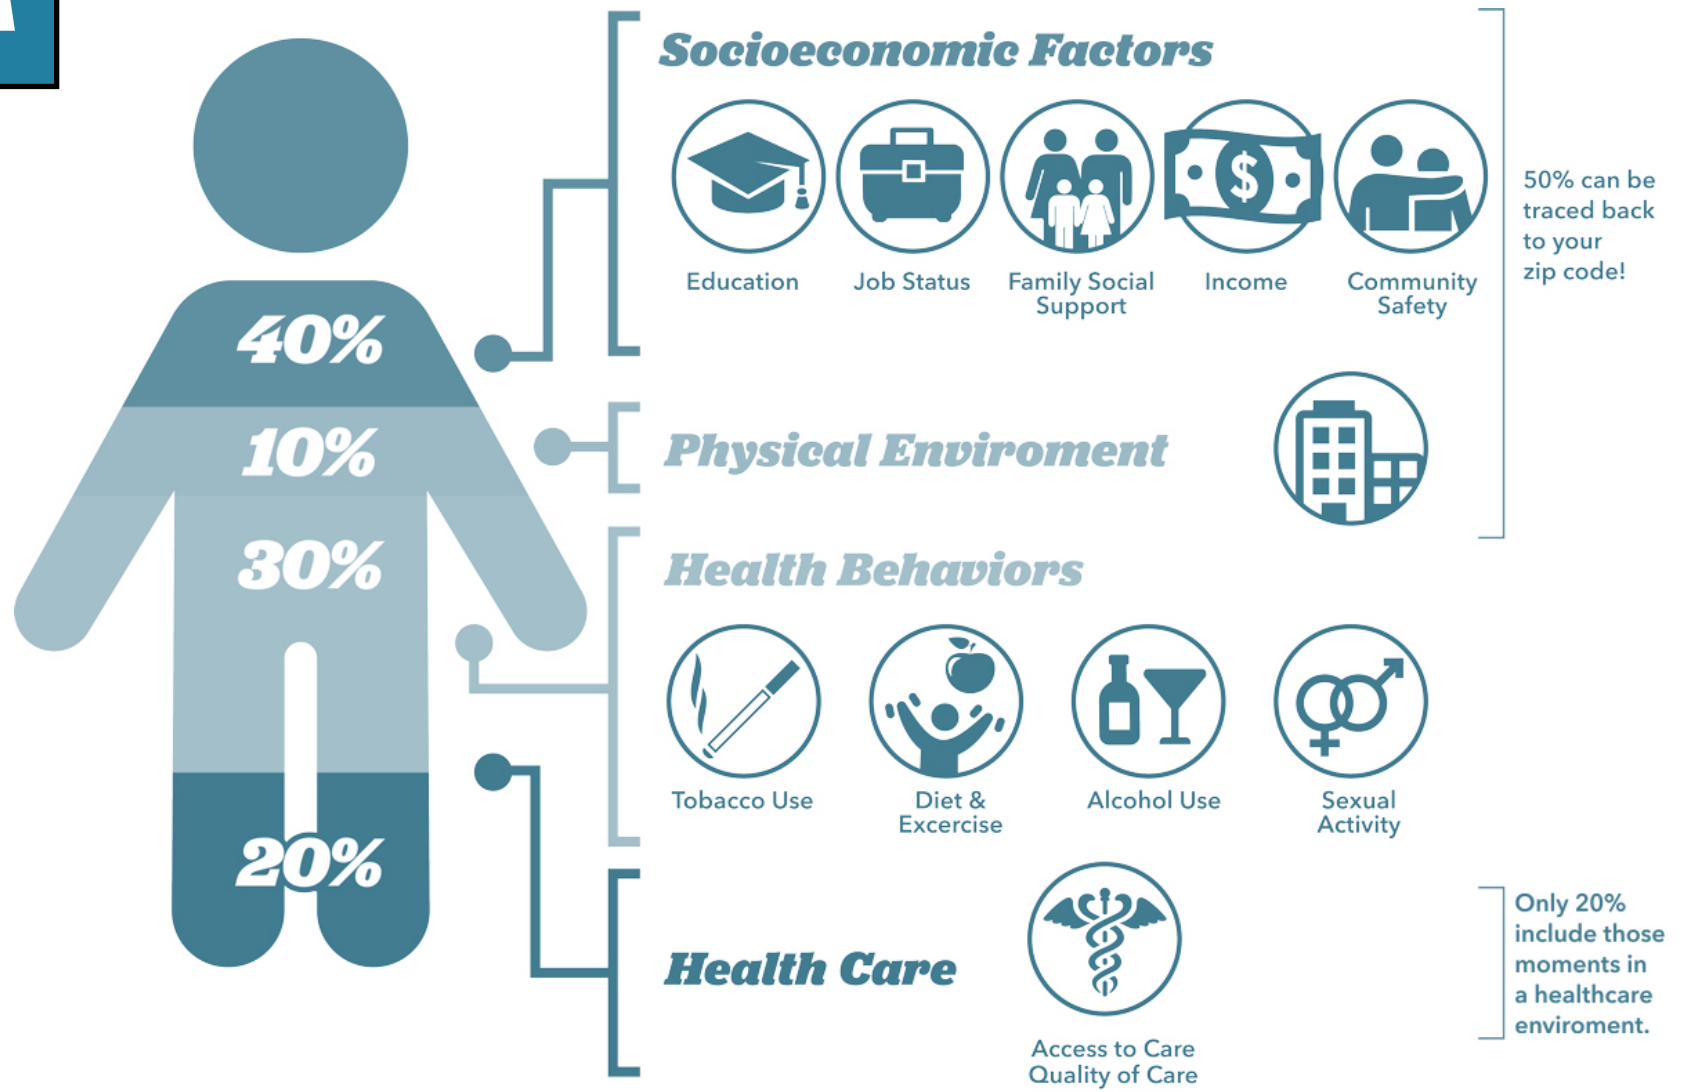 Socioeconomic Factors
$
Education
Job Status
Family Social
Support
Income
Community
Safety
50% can be
traced back
to your
zip code!
40%
10%
Physical Enviroment
30%
Health Behaviors
Tobacco Use
Diet &
Excercise
Alcohol Use
Sexual
Activity
20%
Health Care
Access to Care
Quality of Care
Only 20%
include those
moments in
a healthcare
enviroment.